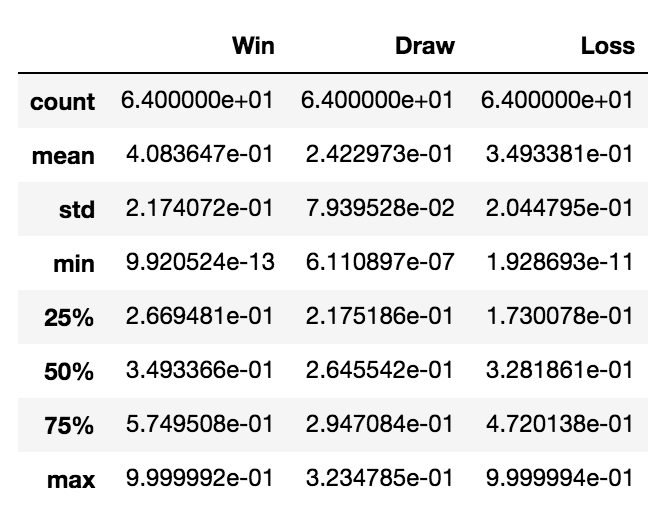 Win Draw Loss
count 6.400000e+01 6.400000e+01 6.400000e+01
mean 4.083647e-01 2.422973e-01 3.493381e-01
std 2.174072e-01 7.939528e-02 2.044795e-01
min 9.920524e-13 6.110897e-07 1.928693e-11
25% 2.669481e-01 2.175186e-01 1.730078e-01
50% 3.493366e-01 2.645542e-01 3.281861e-01
75% 5.749508e-01 2.947084e-01 4.720138e-01
max 9.999992e-01 3.234785e-01 9.999994e-01